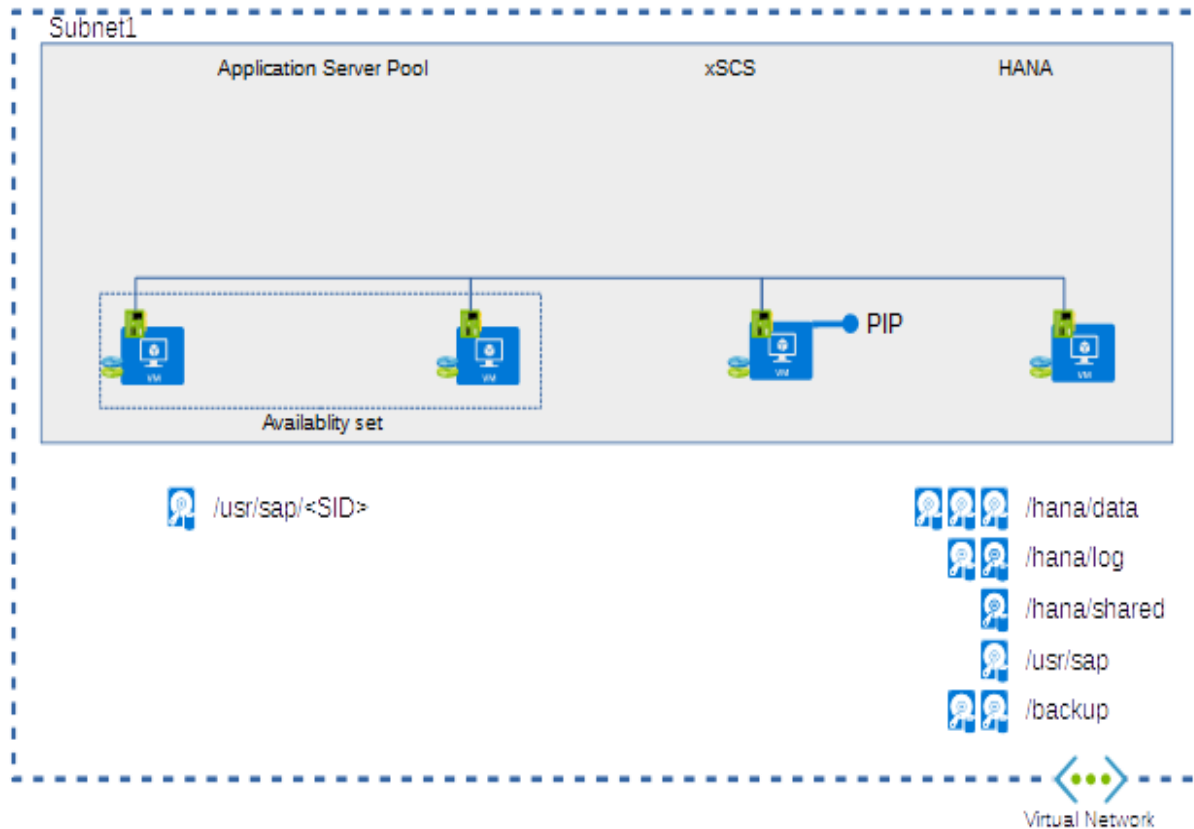 Subnet1
Application Server Pool
xSCS
HANA
VM
VM
VM
PIP
VM
Availablity set
/usr/sap/<SID>
/hana/data
/hana/log
/hana/shared
/usr/sap
/backup
Virtual Network